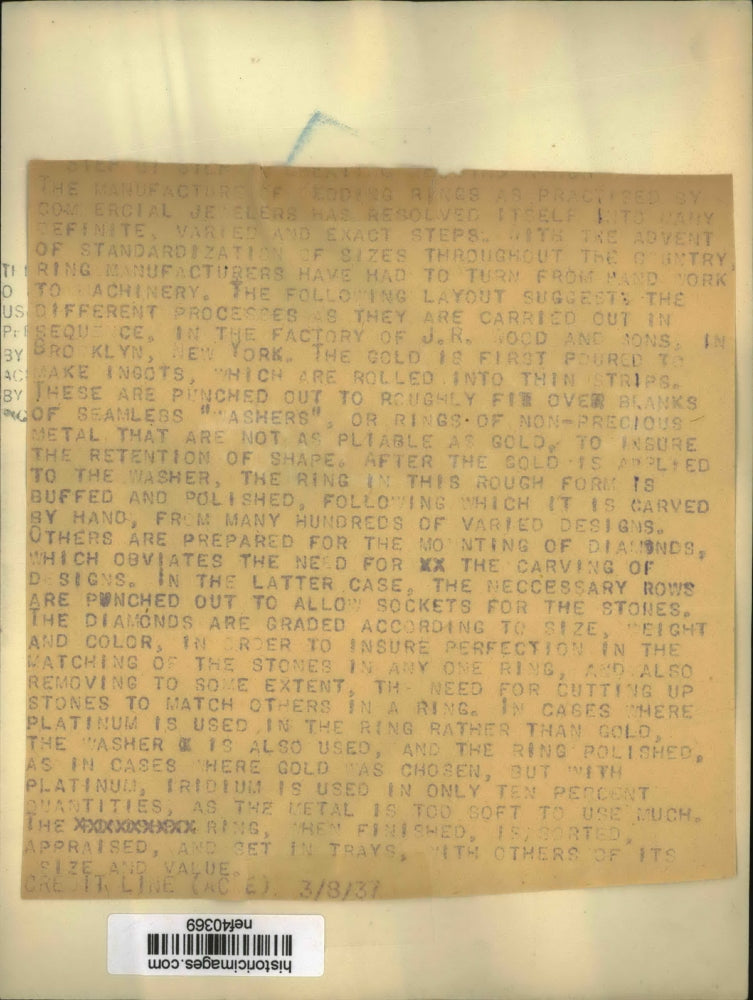 STEP BY STEP
THE MANUFACTURE OF WEDDING RINGS AS PRACTISED BY
COM ERCIAL JEWELERS HAS RESOLVED ITSELF INTO MANY
DEFINITE, VARIED AND EXACT STEPS. WITH THE ADVENT
OF STANDARDIZATION OF SIZES THROUGHOUT THE COUNTRY
RING MANUFACTURERS HAVE HAD TO TURN FROM HAND WORK
TO MACHINERY. THE FOLLOWING LAYOUT SUGGESTS THE
DIFFERENT PROCESSES AS THEY ARE CARRIED OUT IN
SEQUENCE, IN THE FACTORY OF J.R. WOOD AND SONS, IN
BROOKLYN, NEW YORK. THE GOLD IS FIRST POURED TO
MAKE INGOTS, WHICH ARE ROLLED INTO THIN STRIPS.
THESE ARE PUNCHED OUT TO ROUGHLY FIT OVER BLANKS
OF SEAMLESS "WASHERS", OR RINGS OF NON-PRECIOUS
METAL THAT ARE NOT AS PLIABLE AS GOLD, TO INSURE
THE RETENTION OF SHAPE. AFTER THE GOLD IS APPLIED
TO THE WASHER, THE RING IN THIS ROUGH FORM IS
BUFFED AND POLISHED, FOLLOWING WHICH IT IS CARVED
BY HAND, FROM MANY HUNDREDS OF VARIED DESIGNS.
OTHERS ARE PREPARED FOR THE MOUNTING OF DIAMONDS,
WHICH OBVIATES THE NEED FOR XX THE CARVING OF
DESIGNS. IN THE LATTER CASE, THE NECCESSARY ROWS
ARE PUNCHED OUT TO ALLOW SOCKETS FOR THE STONES.
THE DIAMONDS ARE GRADED ACCORDING TO SIZE, WEIGHT
AND COLOR, IN ORDER TO INSURE PERFECTION IN THE
MATCHING OF THE STONES IN ANY ONE RING, AND ALSO
REMOVING TO SOME EXTENT, THE NEED FOR CUTTING UP
STONES TO MATCH OTHERS IN A RING. IN CASES WHERE
PLATINUM IS USED IN THE RING RATHER THAN GOLD,
THE WASHER IS ALSO USED, AND THE RING POLISHED,
AS IN CASES WHERE GOLD WAS CHOSEN, BUT WITH
PLATINUM, IRIDIUM IS USED IN ONLY TEN PERCENT
QUANTITIES, AS THE METAL IS TOO SOFT TO USE MUCH.
THE RING, WHEN FINISHED, IS SORTED,
APPRAISED, AND SET IN TRAYS, WITH OTHERS OF ITS
SIZE AND VALUE.
CREDIT LINE (ACME) 3/8/37
nef40369
historicimages.com